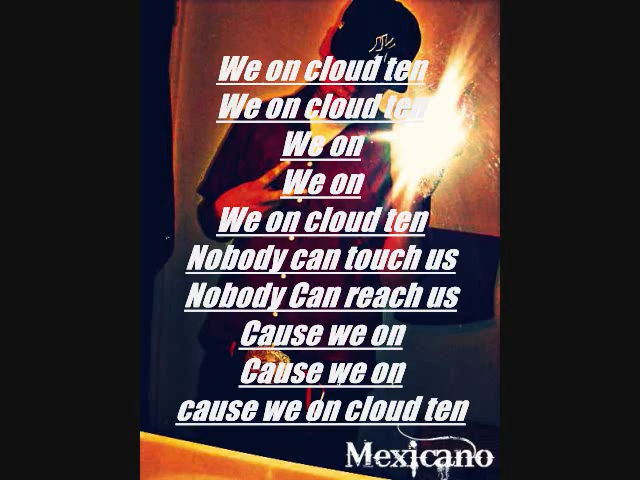 We on cloud ten
We on cloud ten
We on
We on
We on cloud ten
Nobody can touch us
Nobody Can reach us
Cause we on
Cause we on
cause we on cloud ten
Mexicano